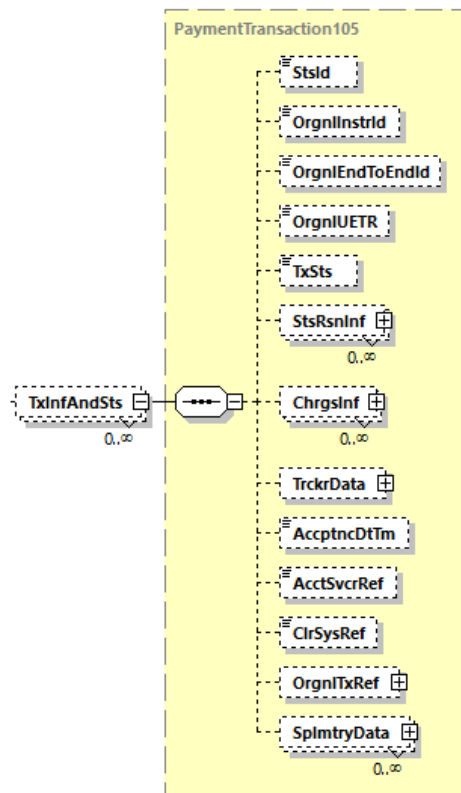 PaymentTransaction105
StsId
OrgnlInstrId
OrgnlEndToEndId
OrgnlUETR
TxSts
StsRsnInf
0..∞
TxInfAndSts
0..∞
ChrgsInf
0..∞
TrckrData
AccptncDtTm
AcctSvcrRef
ClrSysRef
OrgnlTxRef
SplmtryData
0..∞